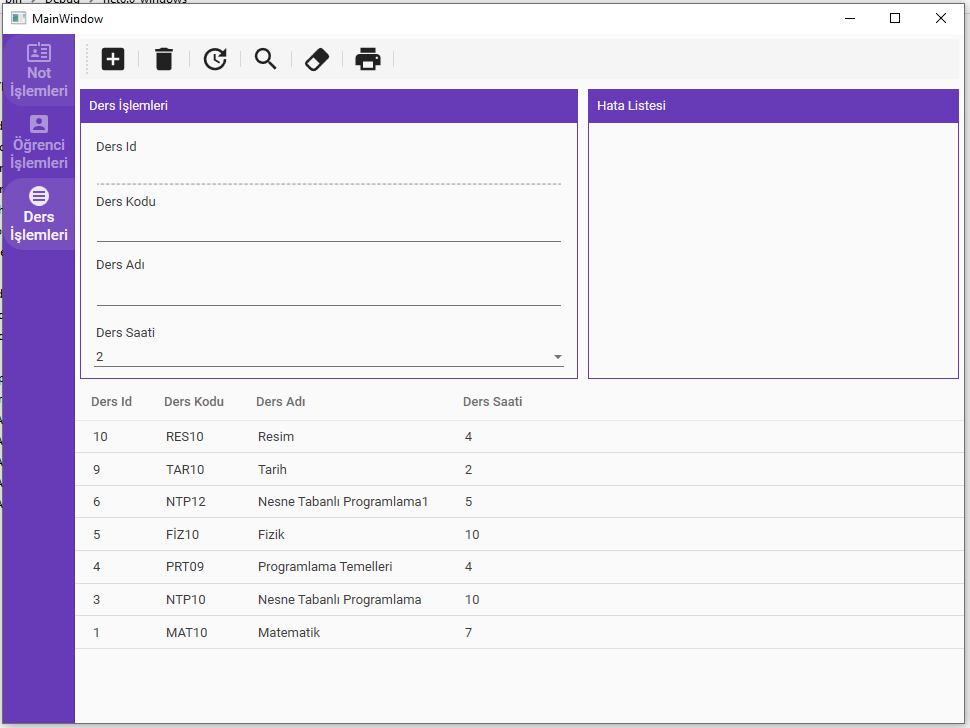 MainWindow
Not
İşlemleri
Öğrenci
İşlemleri
Ders
İşlemleri
Ders İşlemleri
Ders Id
Ders Kodu
Ders Adı
Ders Saati
2
Hata Listesi
Ders Id Ders Kodu Ders Adı Ders Saati
10 RES10 Resim 4
9 TAR10 Tarih 2
6 NTP12 Nesne Tabanlı Programlama1 5
5 FİZ10 Fizik 10
4 PRT09 Programlama Temelleri 4
3 NTP10 Nesne Tabanlı Programlama 10
1 MAT10 Matematik 7